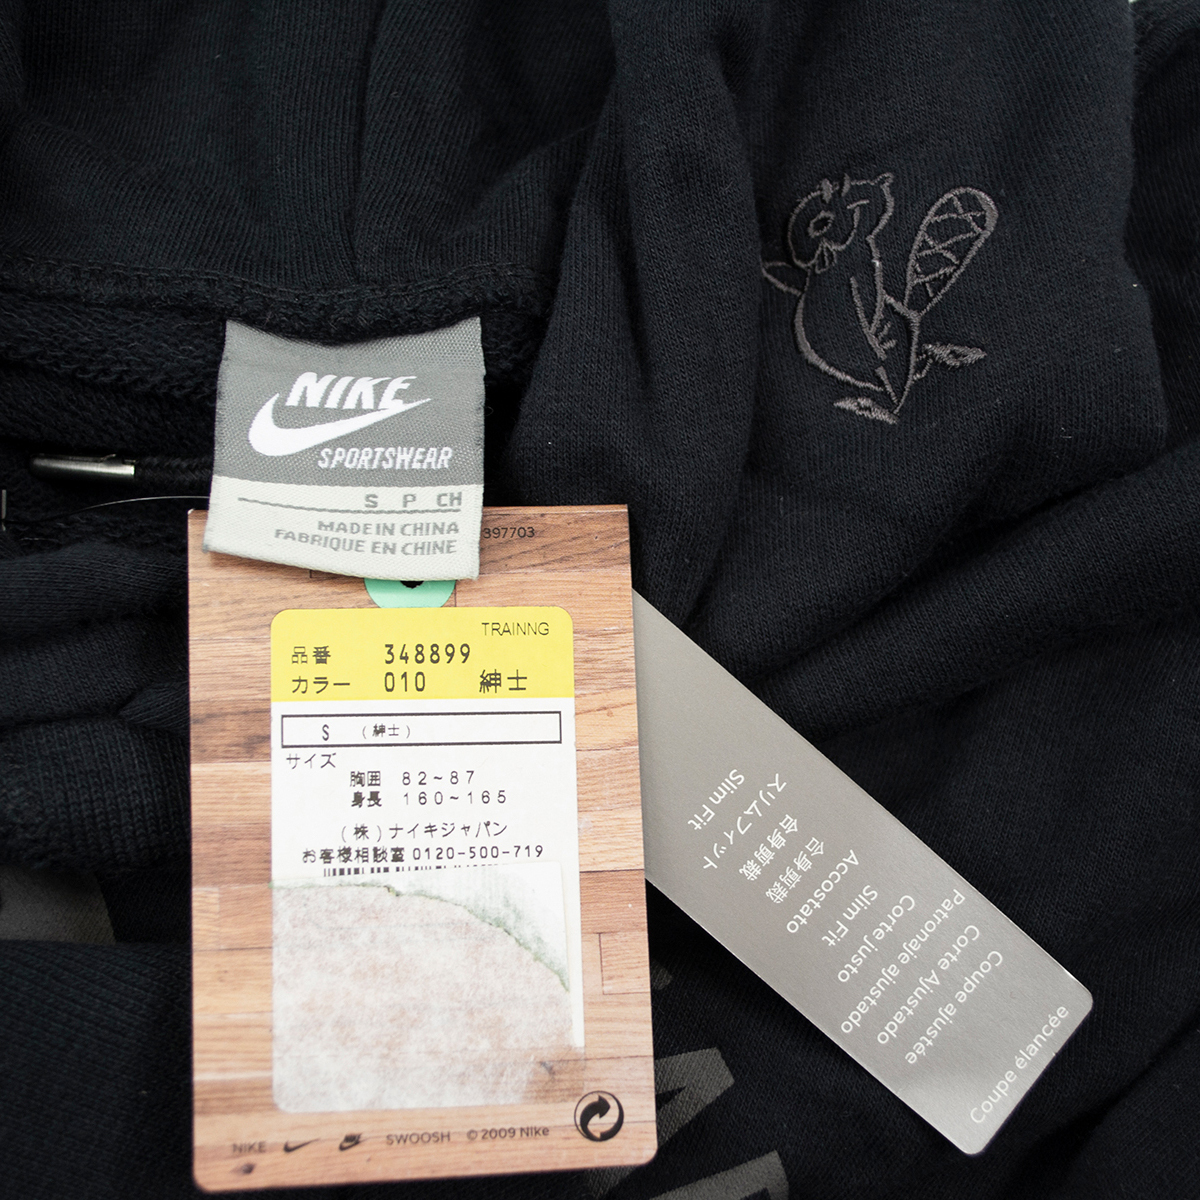 NIKE
SPORTSWEAR
S P CH
MADE IN CHINA
FABRIQUE EN CHINE
397703
TRAINNG
品番 348899
カラー 010 紳士
S (紳士)
サイズ
胸囲 82~87
身長 160~165
(株)ナイキジャパン
お客様相談室 0120-500-719
NIKE SWOOSH © 2009 Nike
スリムフィット
Slim Fit
合身剪裁
合身剪裁
Accostato
Slim Fit
Corte justo
Corte Ajustado
Patronaje ajustado
Coupe ajustée
Coupe élancée